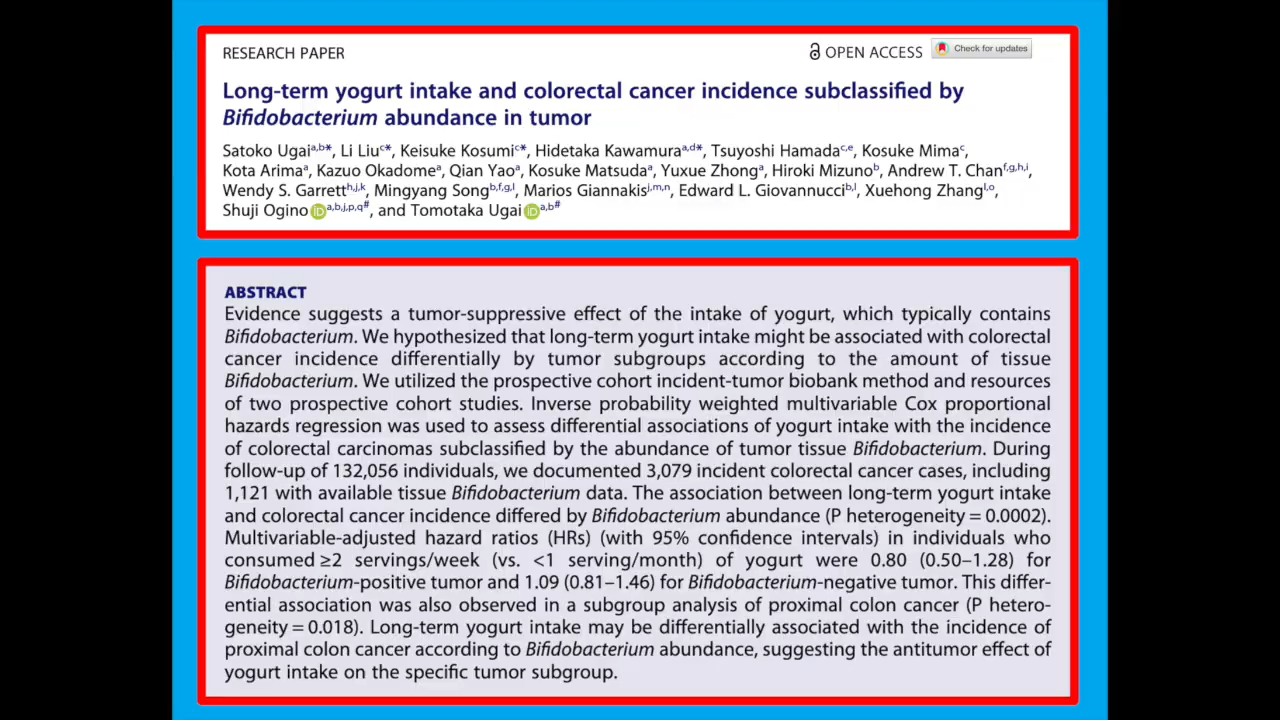 RESEARCH PAPER
OPEN ACCESS
Check for updates
Long-term yogurt intake and colorectal cancer incidence subclassified by
Bifidobacterium abundance in tumor
Satoko Ugaia,b*, Li Liuc*, Keisuke Kosumic*, Hidetaka Kawamuraa,d*, Tsuyoshi Hamadac,e, Kosuke Mimac,
Kota Arimaa, Kazuo Okadomea, Qian Yaoa, Kosuke Matsudaa, Yuxue Zhonga, Hiroki Mizunob, Andrew T. Chanf,g,h,i,
Wendy S. Garretth,j,k, Mingyang Songb,f,g,l, Marios Giannakisj,m,n, Edward L. Giovannuccib,l, Xuehong Zhangl,o,
Shuji Ogino iD a,b,j,p,q#, and Tomotaka Ugai iD a,b#
ABSTRACT
Evidence suggests a tumor-suppressive effect of the intake of yogurt, which typically contains
Bifidobacterium. We hypothesized that long-term yogurt intake might be associated with colorectal
cancer incidence differentially by tumor subgroups according to the amount of tissue
Bifidobacterium. We utilized the prospective cohort incident-tumor biobank method and resources
of two prospective cohort studies. Inverse probability weighted multivariable Cox proportional
hazards regression was used to assess differential associations of yogurt intake with the incidence
of colorectal carcinomas subclassified by the abundance of tumor tissue Bifidobacterium. During
follow-up of 132,056 individuals, we documented 3,079 incident colorectal cancer cases, including
1,121 with available tissue Bifidobacterium data. The association between long-term yogurt intake
and colorectal cancer incidence differed by Bifidobacterium abundance (P heterogeneity = 0.0002).
Multivariable-adjusted hazard ratios (HRs) (with 95% confidence intervals) in individuals who
consumed ≥2 servings/week (vs. <1 serving/month) of yogurt were 0.80 (0.50–1.28) for
Bifidobacterium-positive tumor and 1.09 (0.81–1.46) for Bifidobacterium-negative tumor. This differ-
ential association was also observed in a subgroup analysis of proximal colon cancer (P hetero-
geneity = 0.018). Long-term yogurt intake may be differentially associated with the incidence of
proximal colon cancer according to Bifidobacterium abundance, suggesting the antitumor effect of
yogurt intake on the specific tumor subgroup.